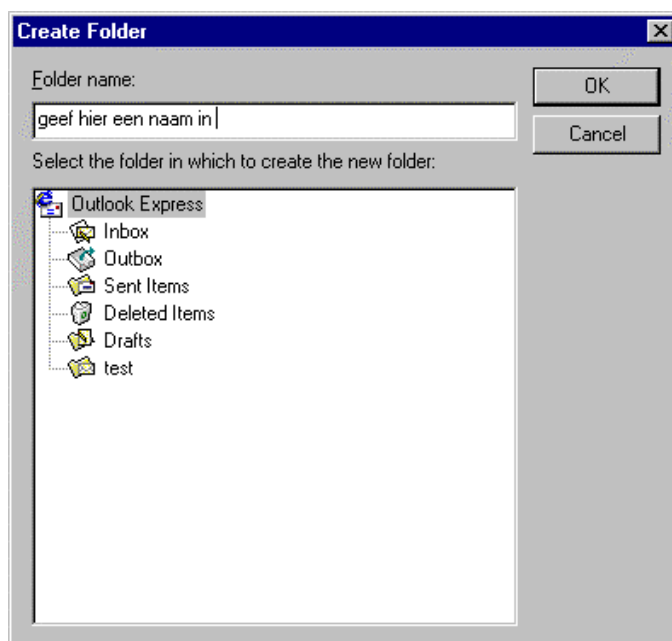 Create Folder
Folder name:
OK
geef hier een naam in
Cancel
Select the folder in which to create the new folder:
Outlook Express
Inbox
Outbox
Sent Items
Deleted Items
Drafts
test